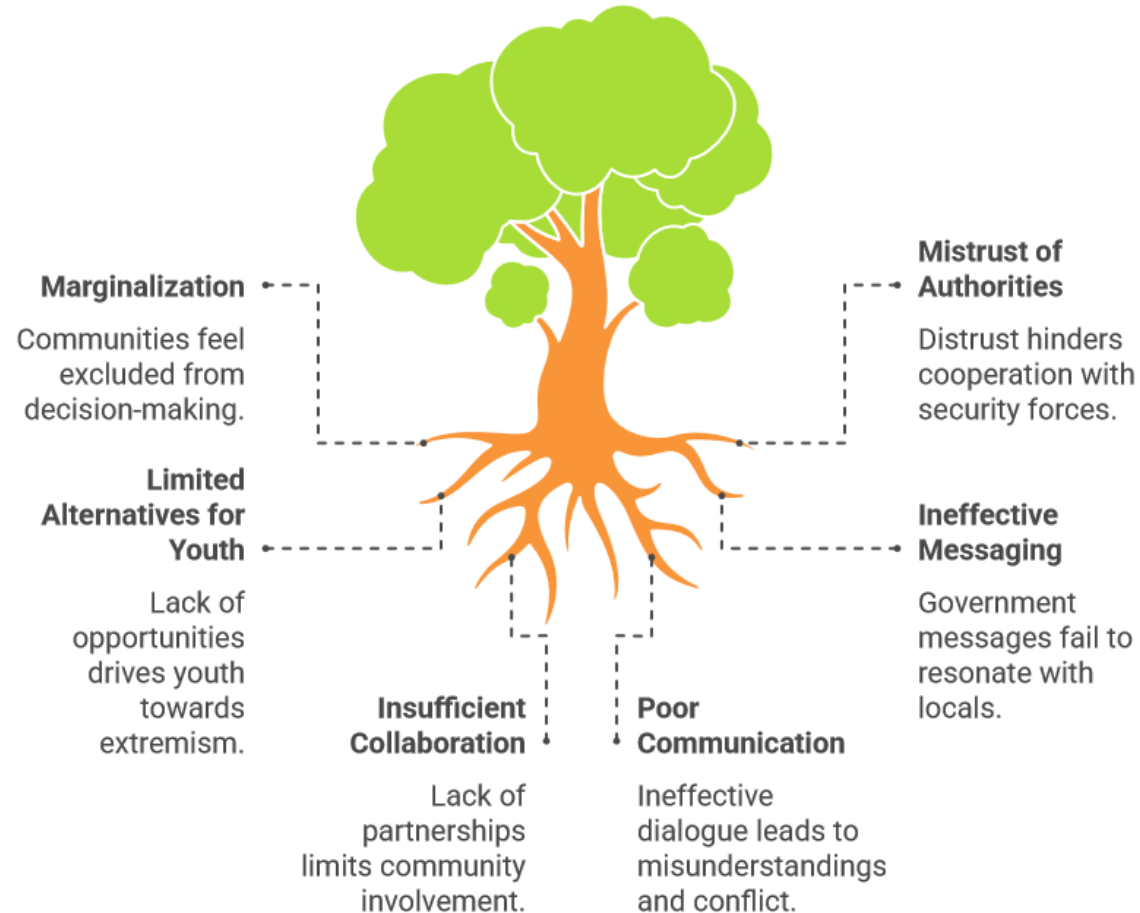 Marginalization
Communities feel
excluded from
decision-making.
Limited
Alternatives for
Youth
Lack of
opportunities
drives youth
towards
extremism.
Insufficient
Collaboration
Lack of
partnerships
limits community
involvement.
Poor
Communication
Ineffective
dialogue leads to
misunderstandings
and conflict.
Ineffective
Messaging
Government
messages fail to
resonate with
locals.
Mistrust of
Authorities
Distrust hinders
cooperation with
security forces.